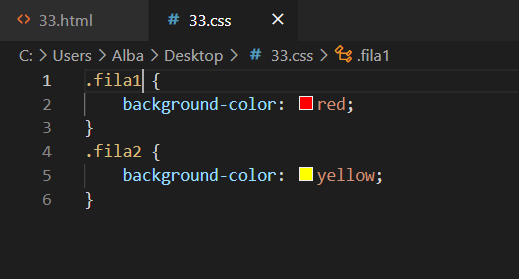 33.html
33.css
C: > Users > Alba > Desktop > # 33.css > .fila1
1 .fila1 {
2 background-color: red;
3 }
4 .fila2 {
5 background-color: yellow;
6 }